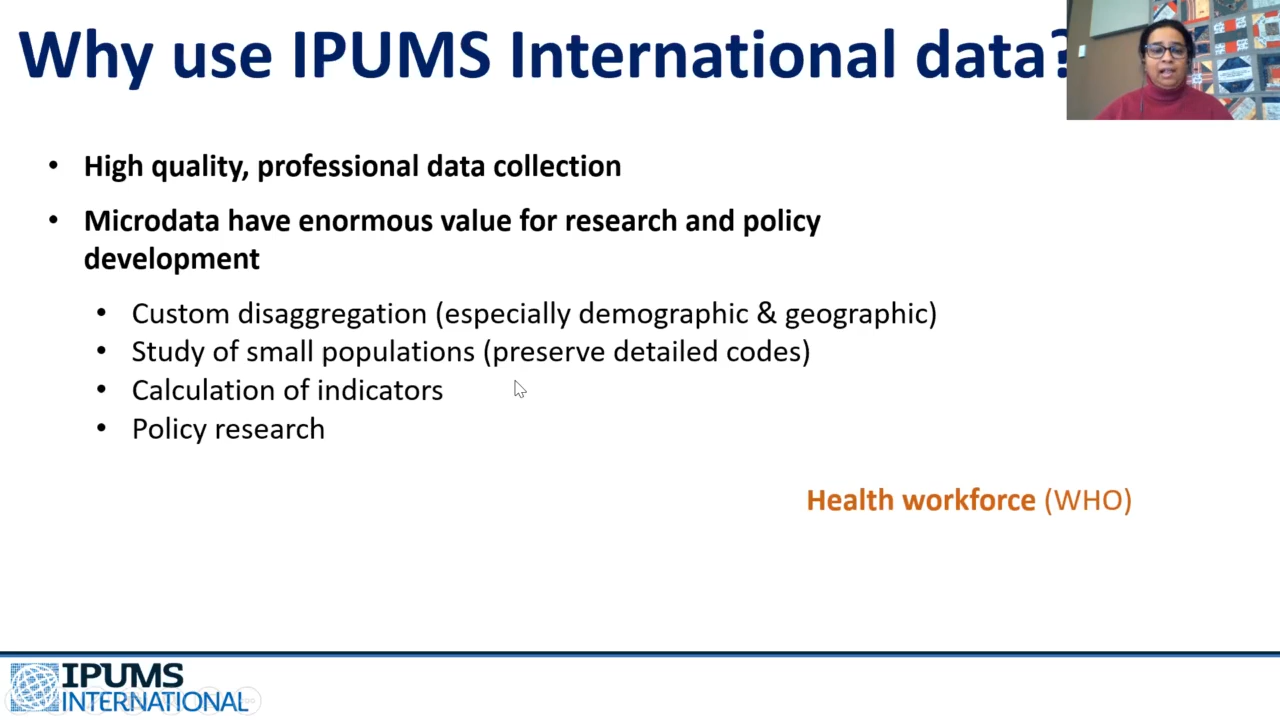 Why use IPUMS International data?
• High quality, professional data collection
• Microdata have enormous value for research and policy
development
• Custom disaggregation (especially demographic & geographic)
• Study of small populations (preserve detailed codes)
• Calculation of indicators
• Policy research
Health workforce (WHO)
IPUMS
INTERNATIONAL